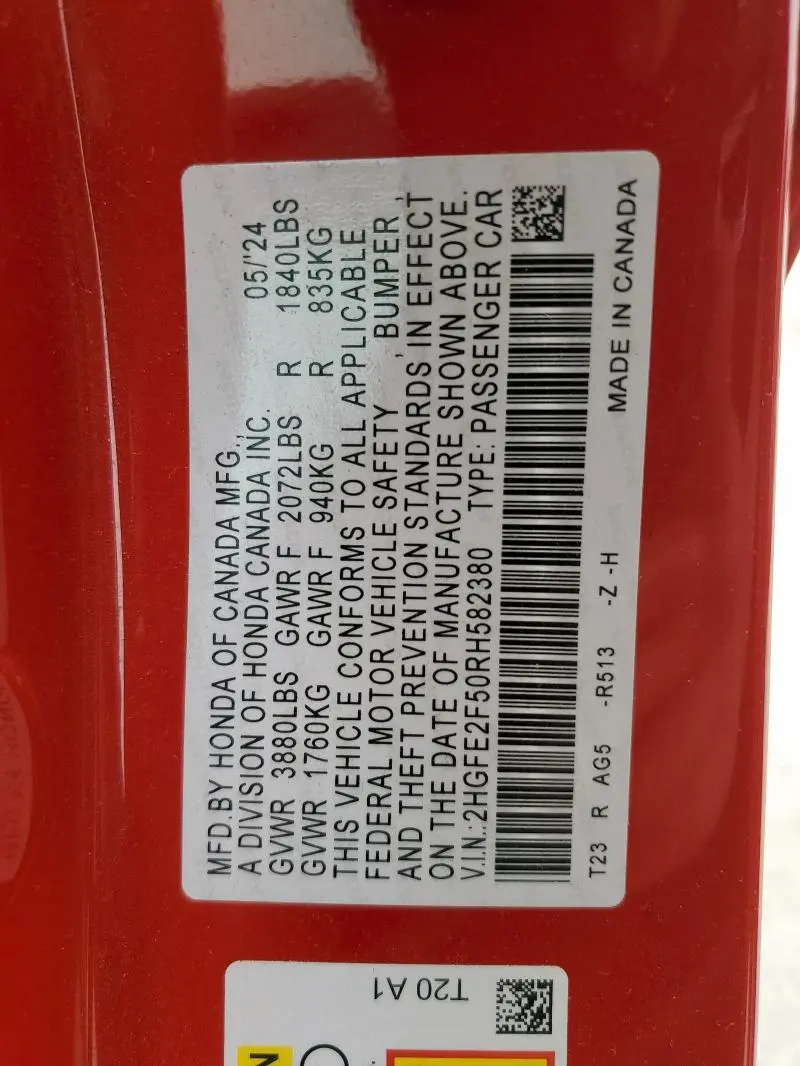 MFD.BY HONDA OF CANADA MFG.,
A DIVISION OF HONDA CANADA INC. 05/'24
GVWR 3880LBS GAWR F 2072LBS R 1840LBS
GVWR 1760KG GAWR F 940KG R 835KG
THIS VEHICLE CONFORMS TO ALL APPLICABLE
FEDERAL MOTOR VEHICLE SAFETY , BUMPER ,
AND THEFT PREVENTION STANDARDS IN EFFECT
ON THE DATE OF MANUFACTURE SHOWN ABOVE.
V.I.N.:2HGFE2F50RH582380 TYPE: PASSENGER CAR
T23 R AG5 -R513 -Z -H MADE IN CANADA
T20 A1